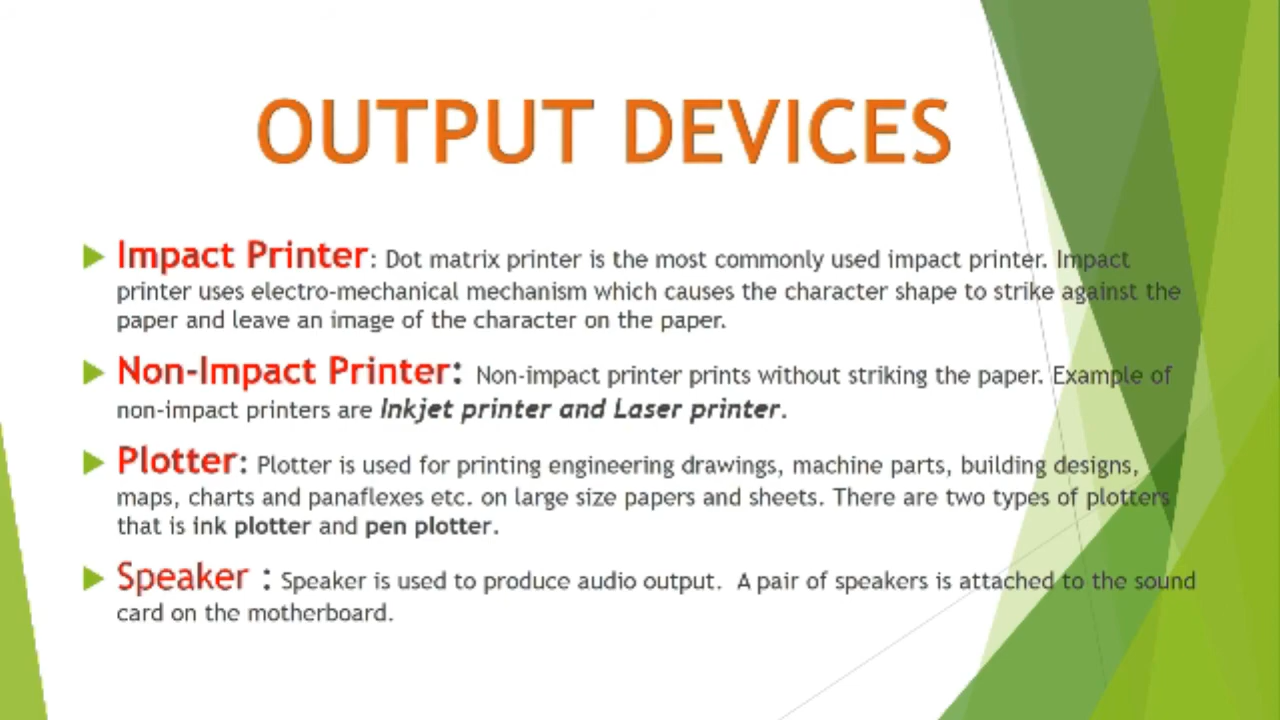 OUTPUT DEVICES
Impact Printer: Dot matrix printer is the most commonly used impact printer. Impact
printer uses electro-mechanical mechanism which causes the character shape to strike against the
paper and leave an image of the character on the paper.
Non-Impact Printer: Non-impact printer prints without striking the paper. Example of
non-impact printers are Inkjet printer and Laser printer.
Plotter: Plotter is used for printing engineering drawings, machine parts, building designs,
maps, charts and panaflexes etc. on large size papers and sheets. There are two types of plotters
that is ink plotter and pen plotter.
Speaker : Speaker is used to produce audio output. A pair of speakers is attached to the sound
card on the motherboard.